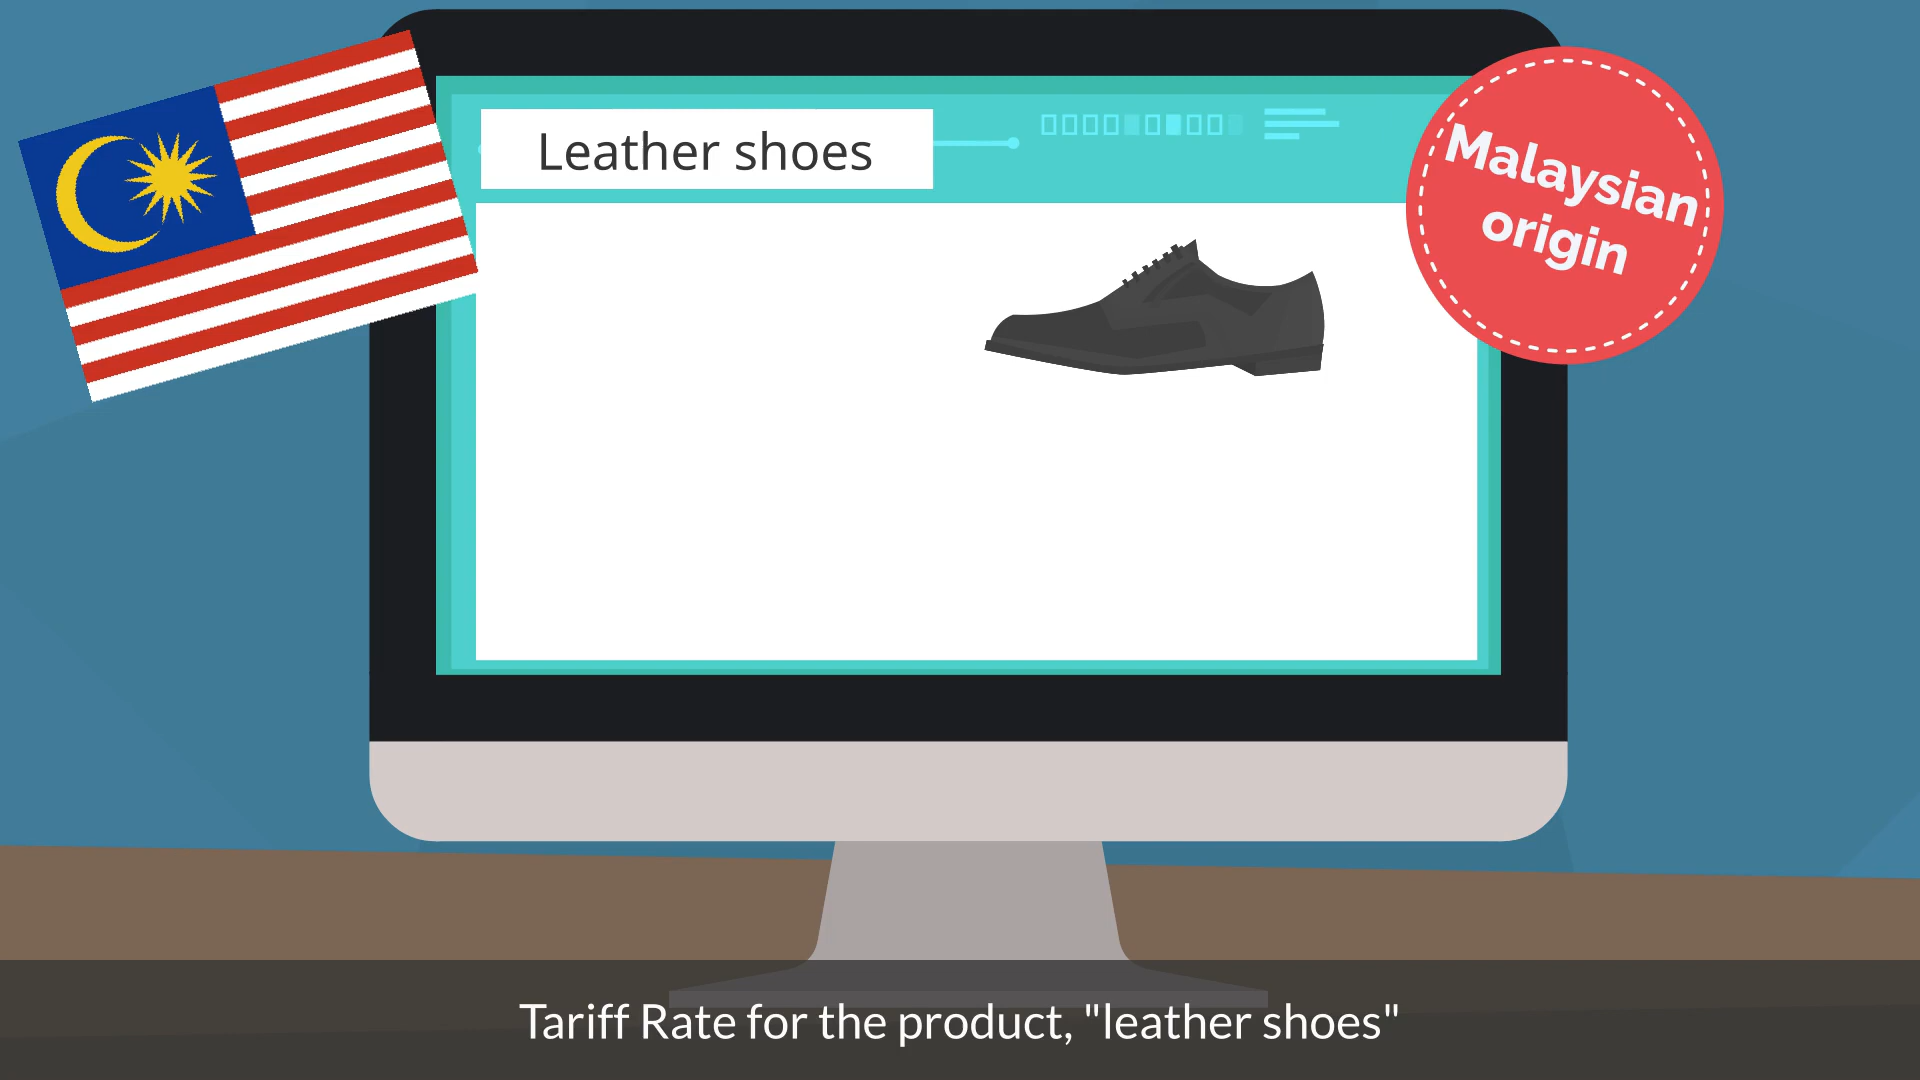 Leather shoes
Malaysian
origin
Tariff Rate for the product, "leather shoes"